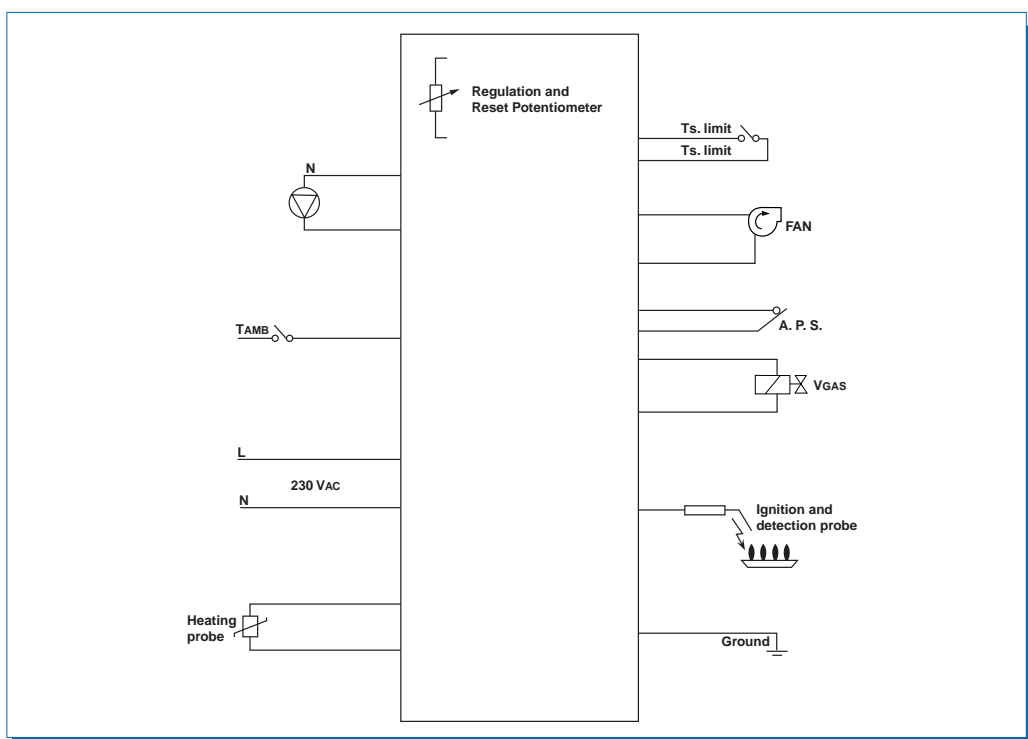 Regulation and
Reset Potentiometer
Ts. limit
Ts. limit
N
FAN
TAMB
A. P. S.
VGAS
L
230 VAC
N
Ignition and
detection probe
Heating
probe
Ground